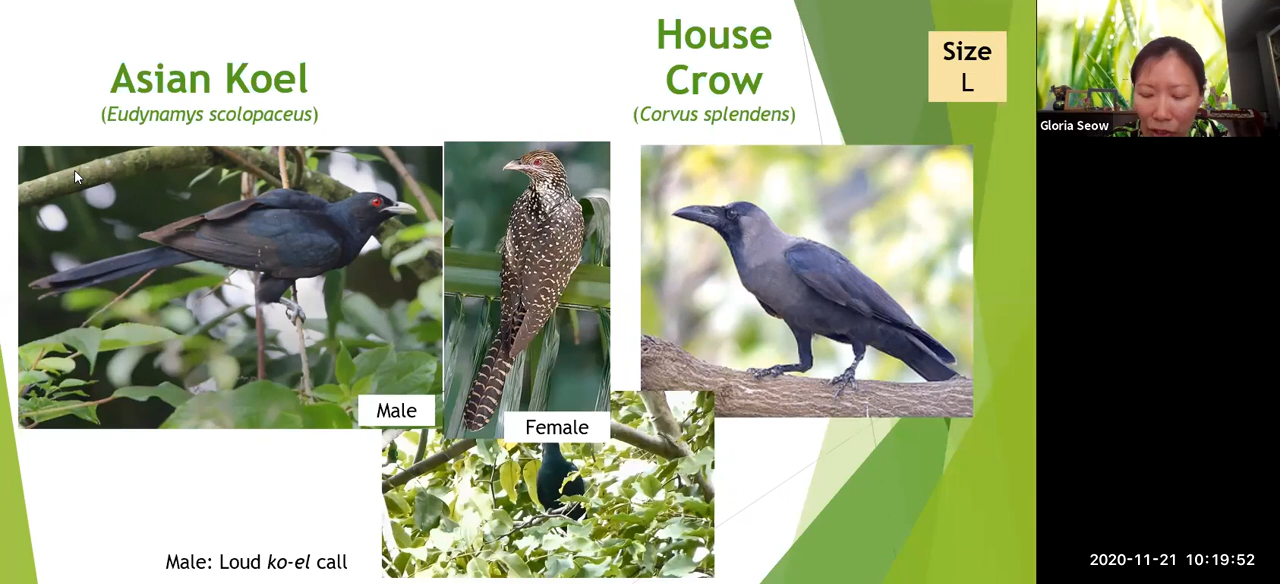 Asian Koel
(Eudynamys scolopaceus)
House
Crow
(Corvus splendens)
Size
L
Gloria Seow
Male
Female
Male: Loud ko-el call
2020-11-21 10:19:52